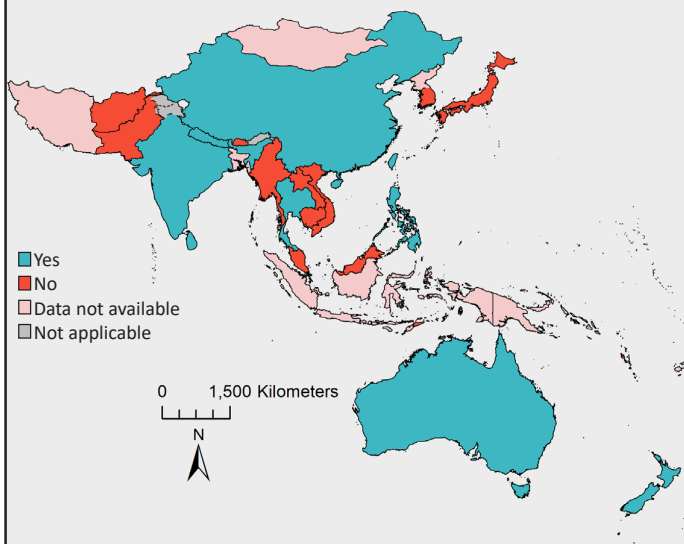 Yes
No
Data not available
Not applicable
0 1,500 Kilometers
N